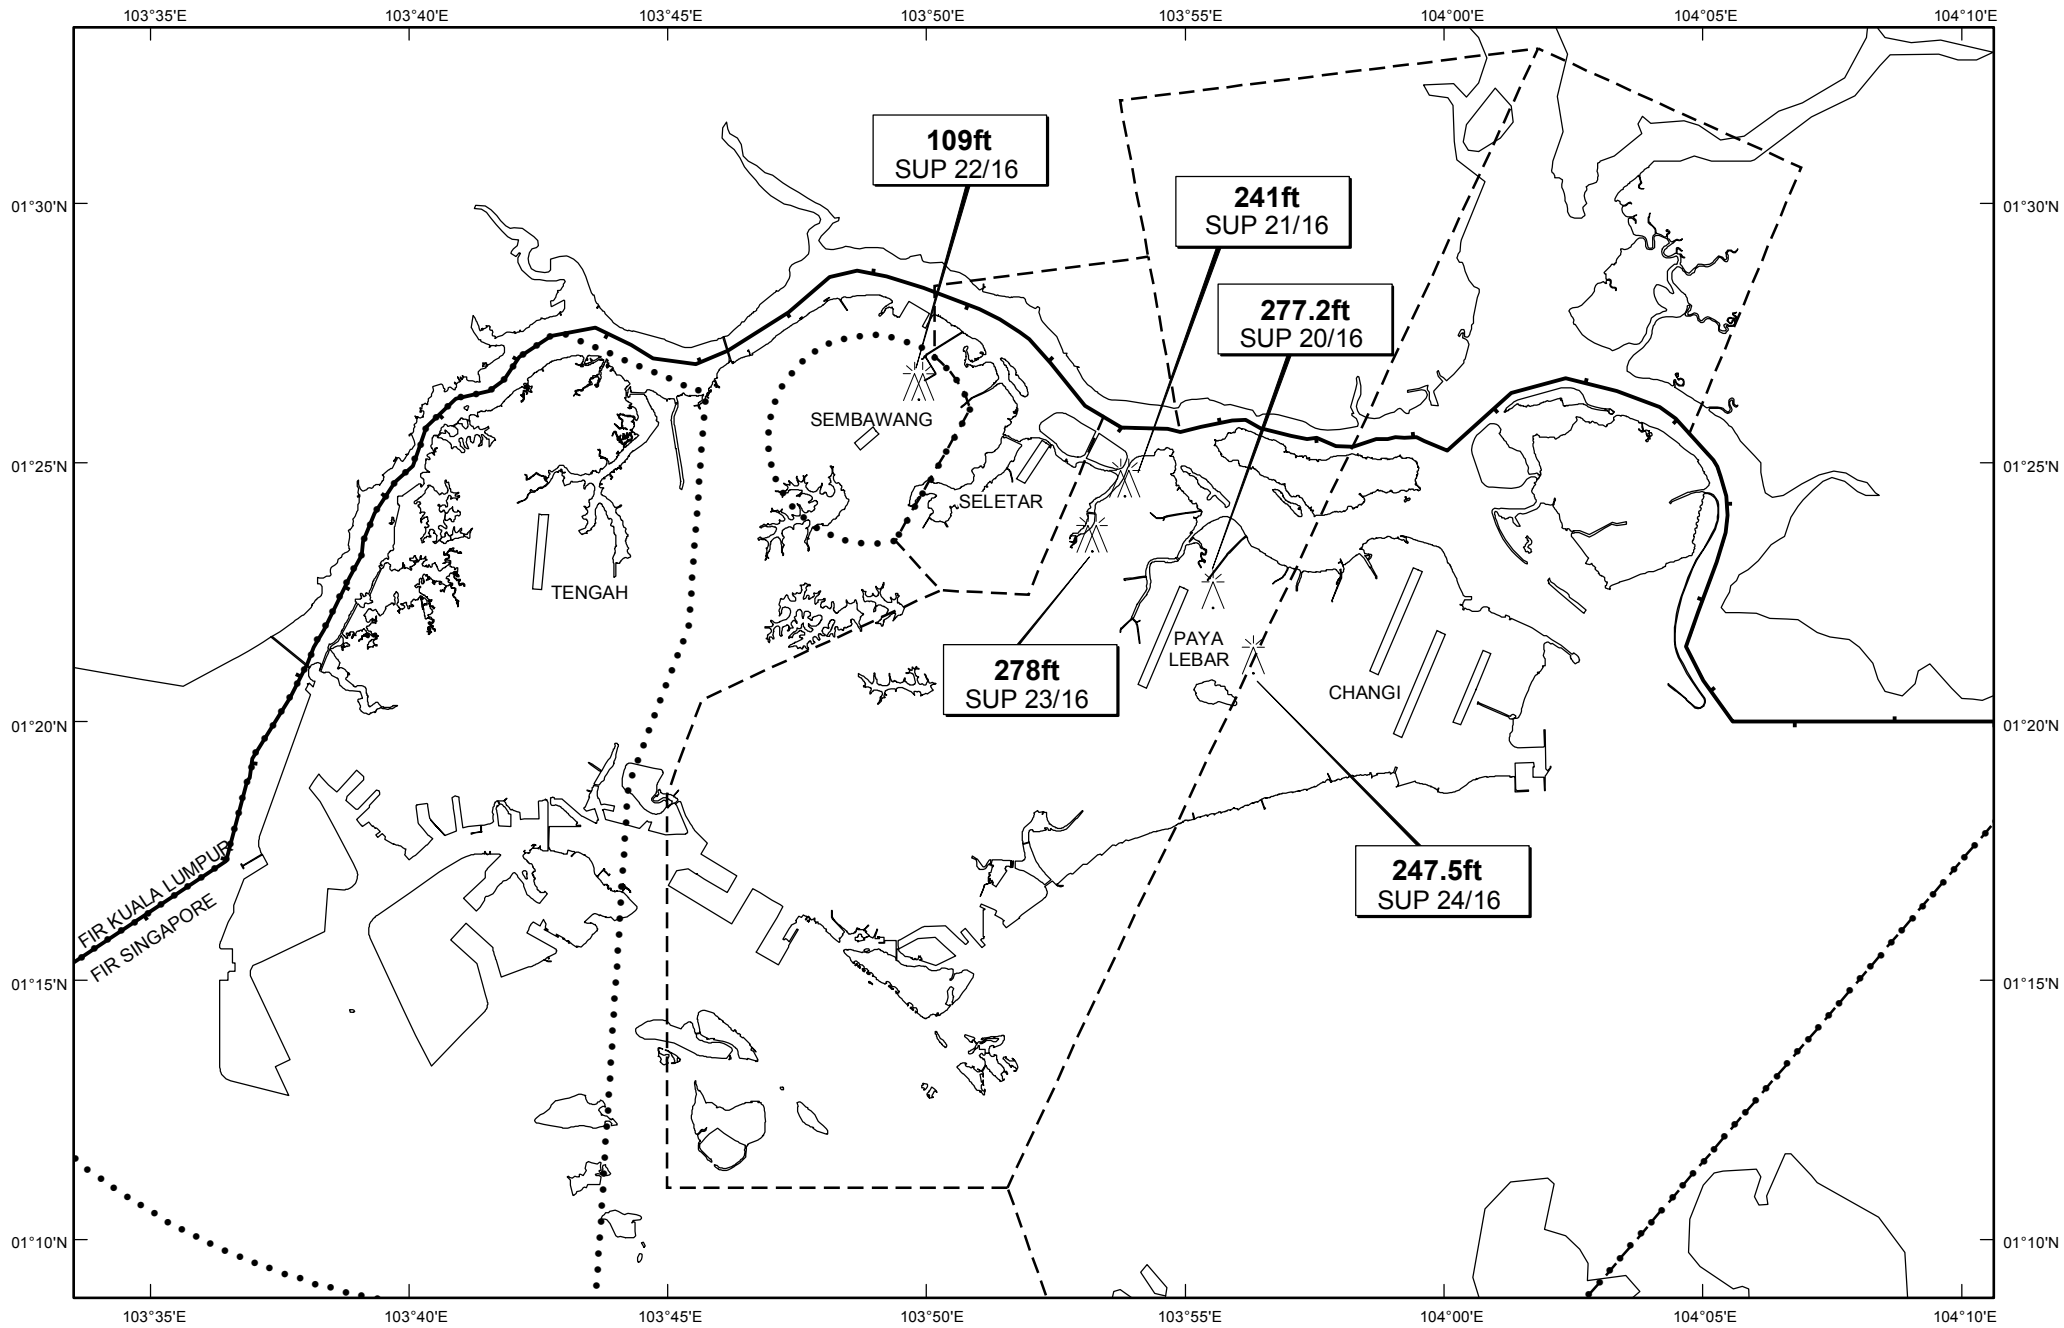 103°35'E
103°40'E
103°45'E
103°50'E
103°55'E
104°00'E
104°05'E
104°10'E
109ft
SUP 22/16
241ft
SUP 21/16
01°30'N
01°30'N
277.2ft
SUP 20/16
SEMBAWANG
01°25'N
01°25'N
SELETAR
TENGAH
PAYA
LEBAR
278ft
SUP 23/16
CHANGI
01°20'N
01°20'N
247.5ft
SUP 24/16
FIR KUALA LUMPUR
FIR SINGAPORE
01°15'N
01°15'N
01°10'N
01°10'N
103°35'E
103°40'E
103°45'E
103°50'E
103°55'E
104°00'E
104°05'E
104°10'E